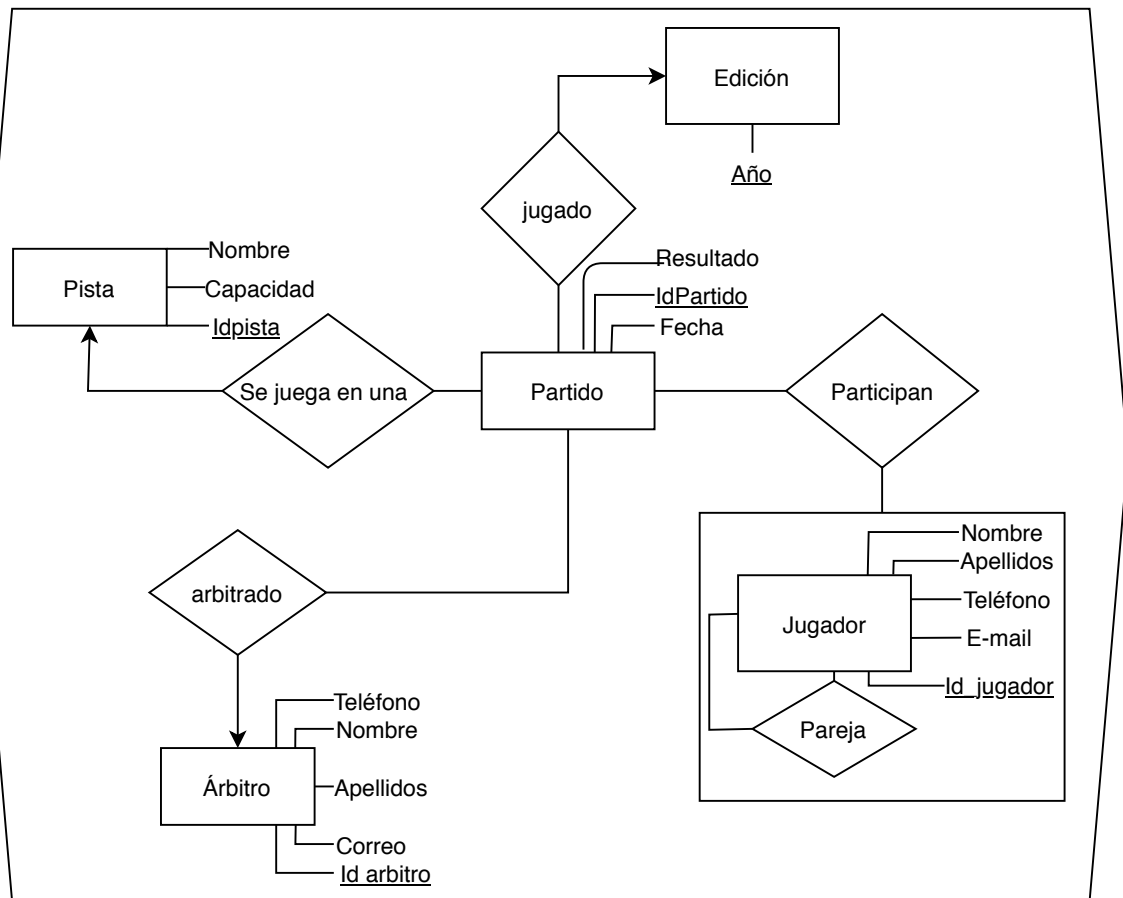 Edición
Año
jugado
Nombre
Capacidad
Idpista
Pista
Resultado
IdPartido
Fecha
Se juega en una
Partido
Participan
arbitrado
Nombre
Apellidos
Teléfono
E-mail
Id_jugador
Jugador
Pareja
Teléfono
Nombre
Árbitro
Apellidos
Correo
Id arbitro